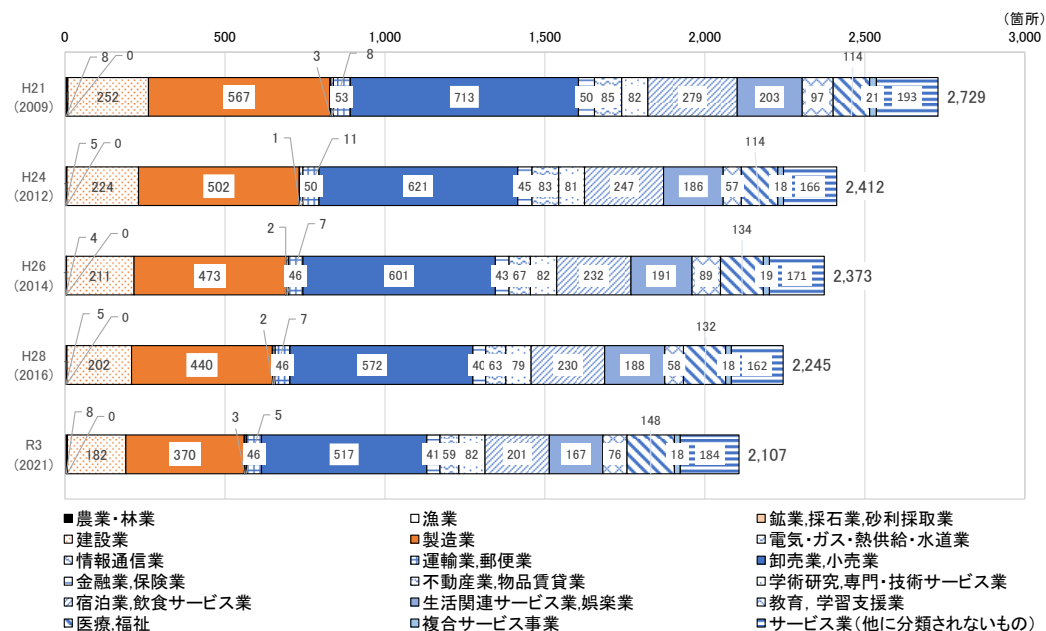 (箇所)
0 500 1,000 1,500 2,000 2,500 3,000
8 0 3 8 114
H21
(2009)
252 567 53 713 50 85 82 279 203 97 21 193 2,729
5 0 1 11 114
H24
(2012)
224 502 50 621 45 83 81 247 186 57 18 166 2,412
4 0 2 7 134
H26
(2014)
211 473 46 601 43 67 82 232 191 89 19 171 2,373
5 0 2 7 132
H28
(2016)
202 440 46 572 40 63 79 230 188 58 18 162 2,245
8 0 3 5 148
R3
(2021)
182 370 46 517 41 59 82 201 167 76 18 184 2,107
農業・林業 漁業 鉱業,採石業,砂利採取業
建設業 製造業 電気・ガス・熱供給・水道業
情報通信業 運輸業,郵便業 卸売業,小売業
金融業,保険業 不動産業,物品賃貸業 学術研究,専門・技術サービス業
宿泊業,飲食サービス業 生活関連サービス業,娯楽業 教育, 学習支援業
医療,福祉 複合サービス事業 サービス業(他に分類されないもの)